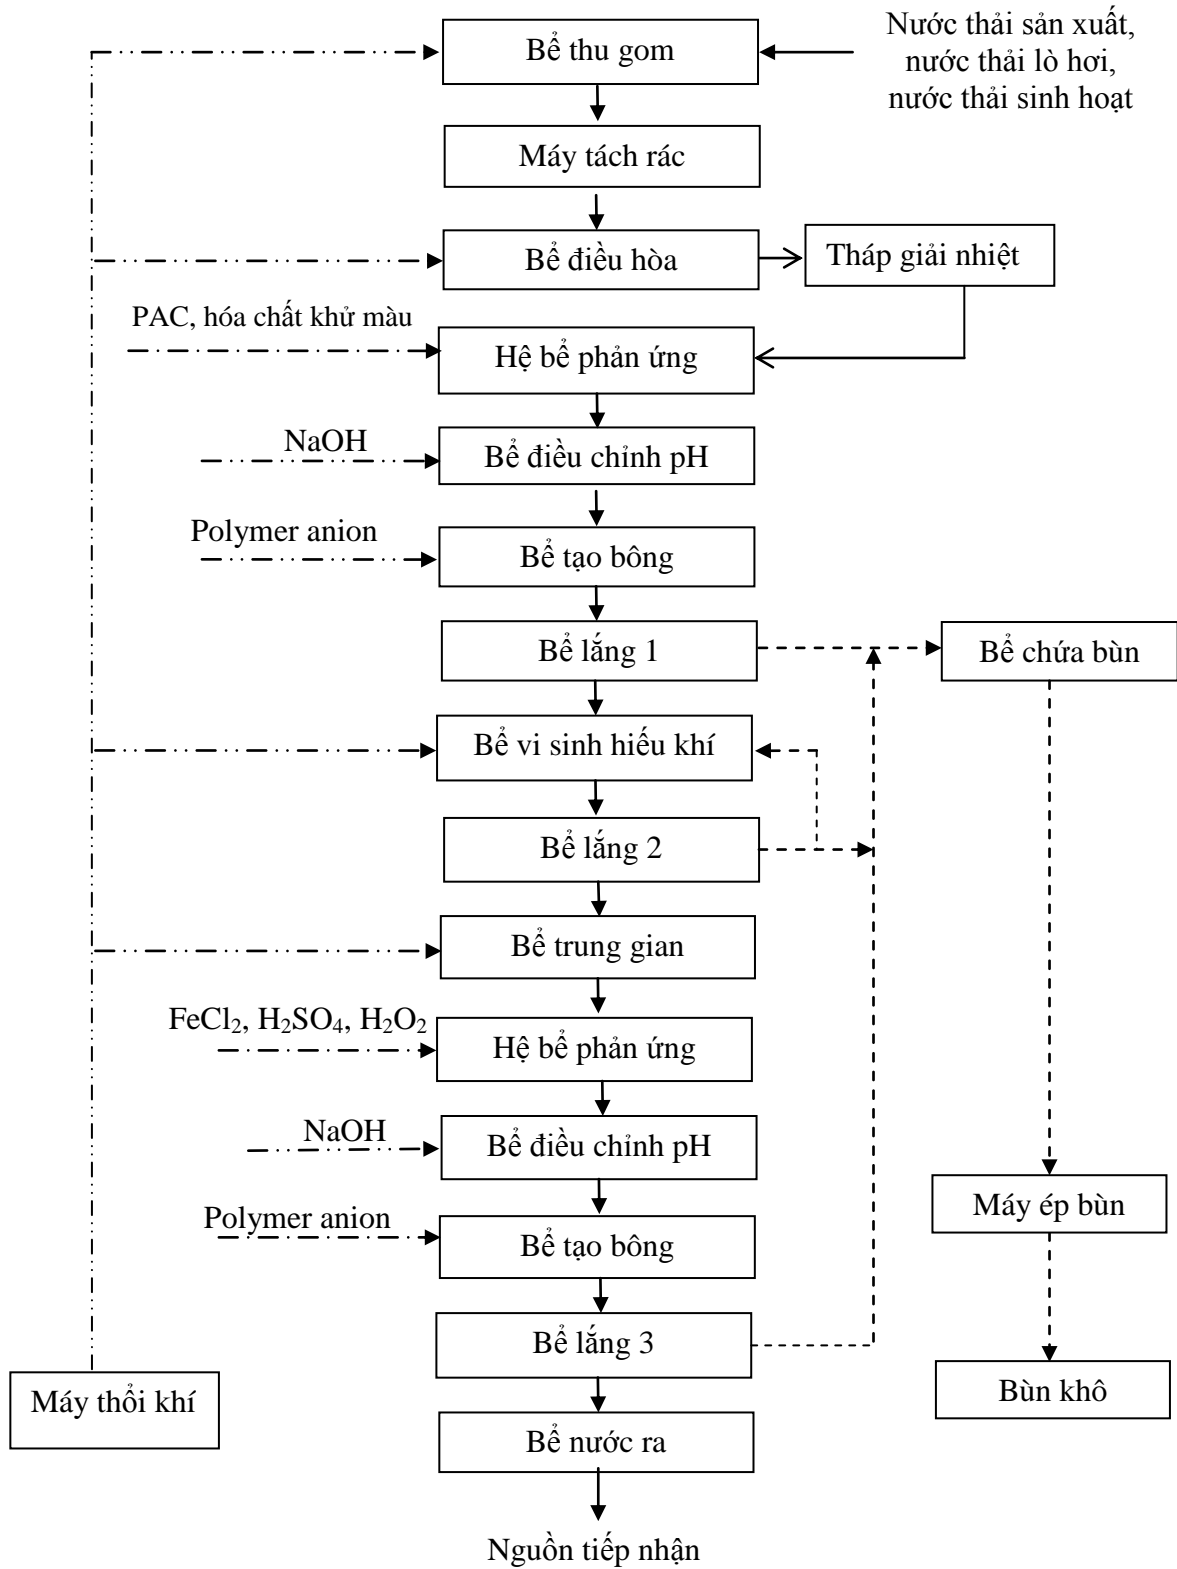 Nước thải sản xuất,
nước thải lò hơi,
nước thải sinh hoạt
Bể thu gom
Máy tách rác
Bể điều hòa
Tháp giải nhiệt
PAC, hóa chất khử màu
Hệ bể phản ứng
NaOH
Bể điều chỉnh pH
Polymer anion
Bể tạo bông
Bể lắng 1
Bể chứa bùn
Bể vi sinh hiếu khí
Bể lắng 2
Bể trung gian
FeCl₂, H₂SO₄, H₂O₂
Hệ bể phản ứng
NaOH
Bể điều chỉnh pH
Polymer anion
Bể tạo bông
Máy ép bùn
Bể lắng 3
Máy thổi khí
Bùn khô
Bể nước ra
Nguồn tiếp nhận